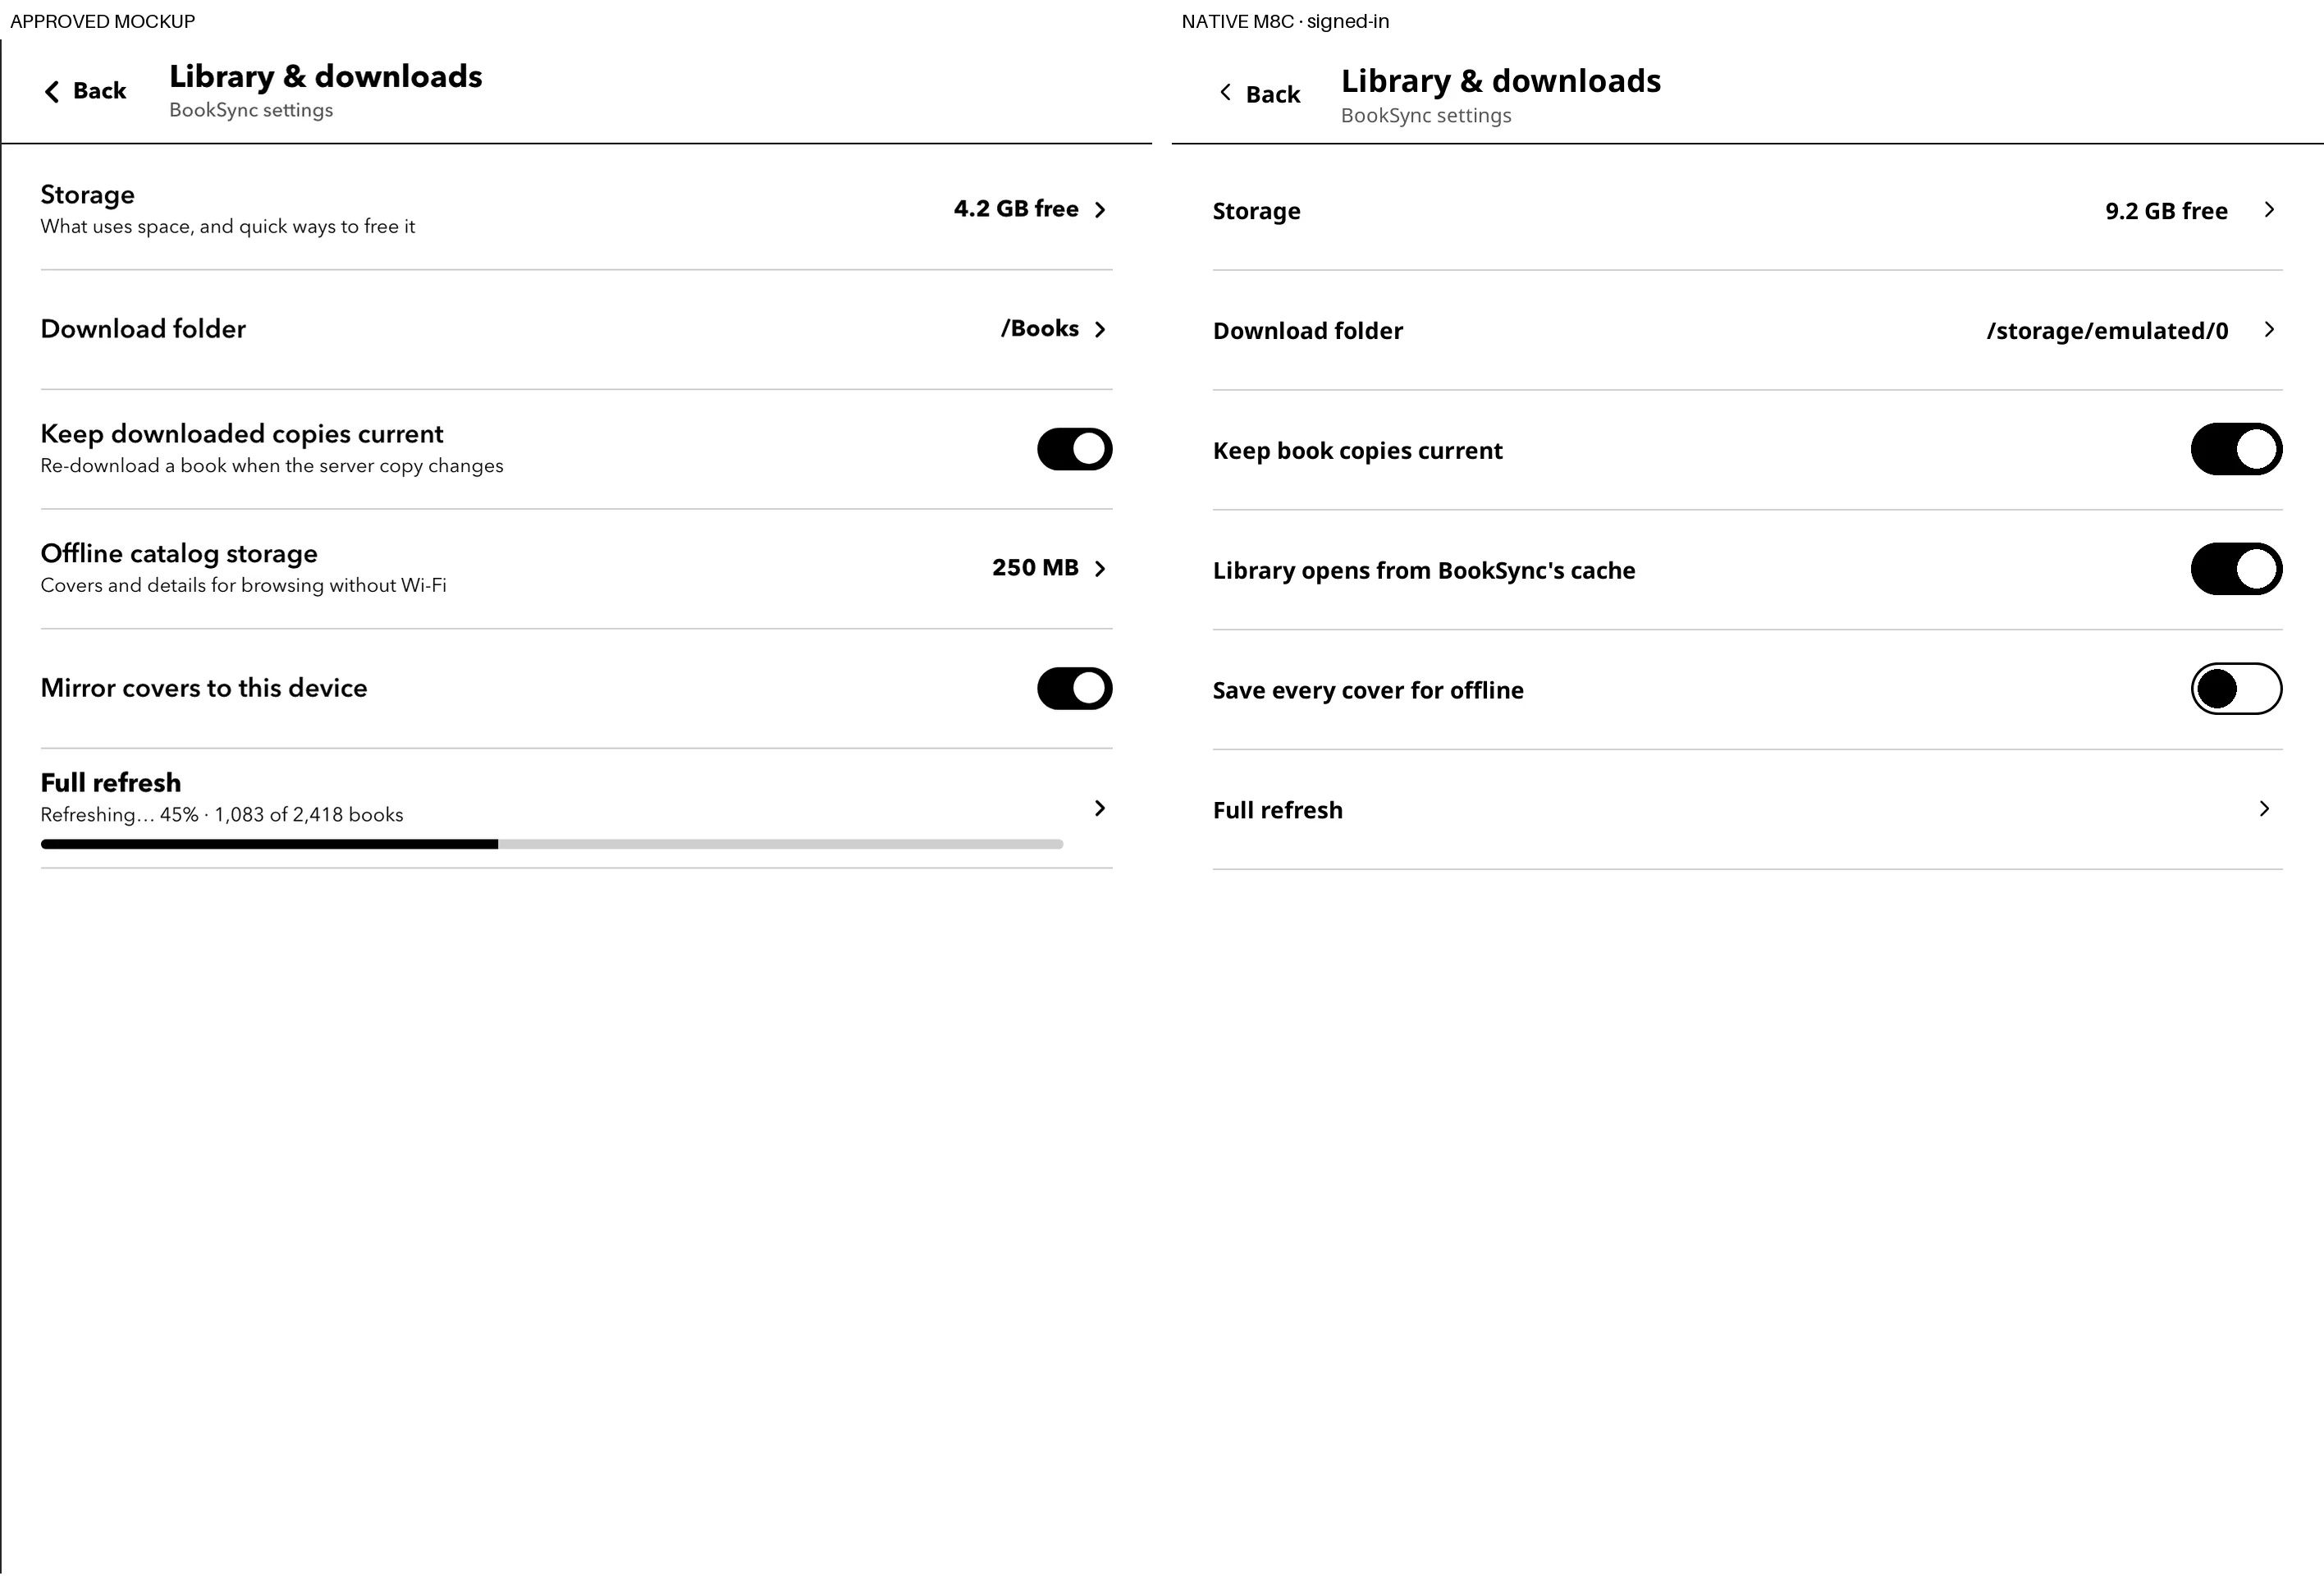 APPROVED MOCKUP
Back
Library & downloads
BookSync settings
Storage
What uses space, and quick ways to free it
4.2 GB free
Download folder
/Books
Keep downloaded copies current
Re-download a book when the server copy changes
Offline catalog storage
Covers and details for browsing without Wi-Fi
250 MB
Mirror covers to this device
Full refresh
Refreshing... 45% · 1,083 of 2,418 books
NATIVE M8C · signed-in
Back
Library & downloads
BookSync settings
Storage
9.2 GB free
Download folder
/storage/emulated/0
Keep book copies current
Library opens from BookSync's cache
Save every cover for offline
Full refresh